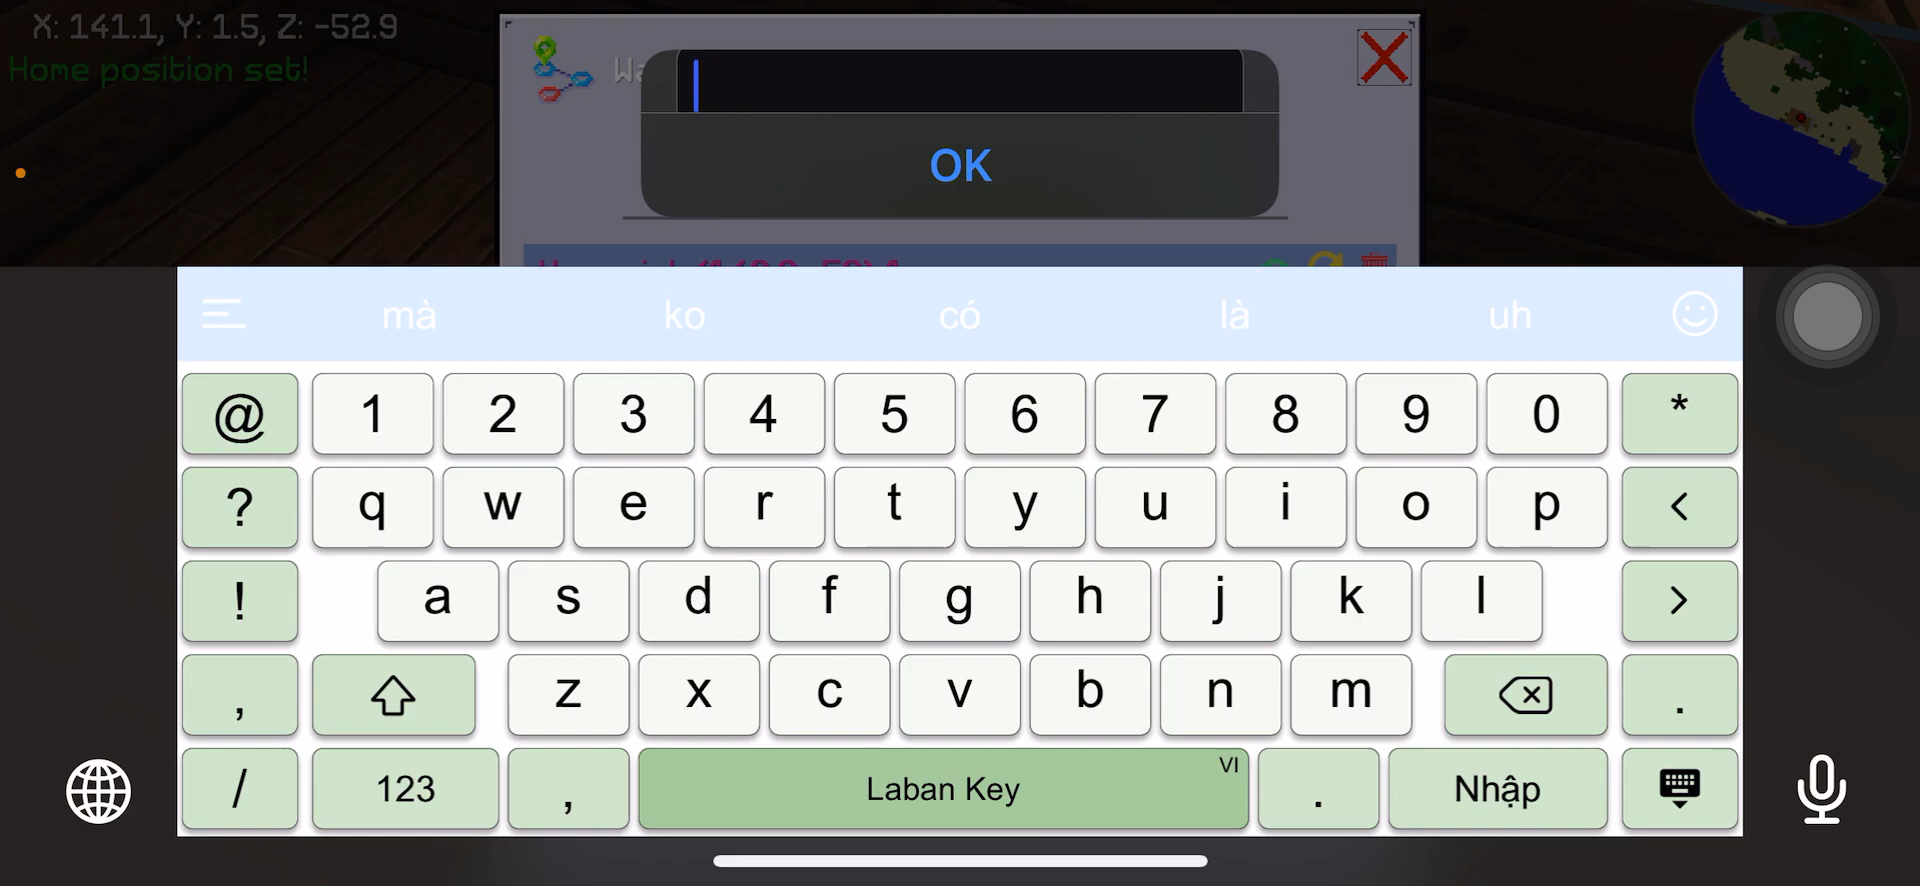 X: 141.1, Y: 1.5, Z: -52.9
Home position set!
OK
mà ko có là uh
@ 1 2 3 4 5 6 7 8 9 0 *
? q w e r t y u i o p <
! a s d f g h j k l >
, z x c v b n m .
/ 123 , Laban Key VI . Nhập